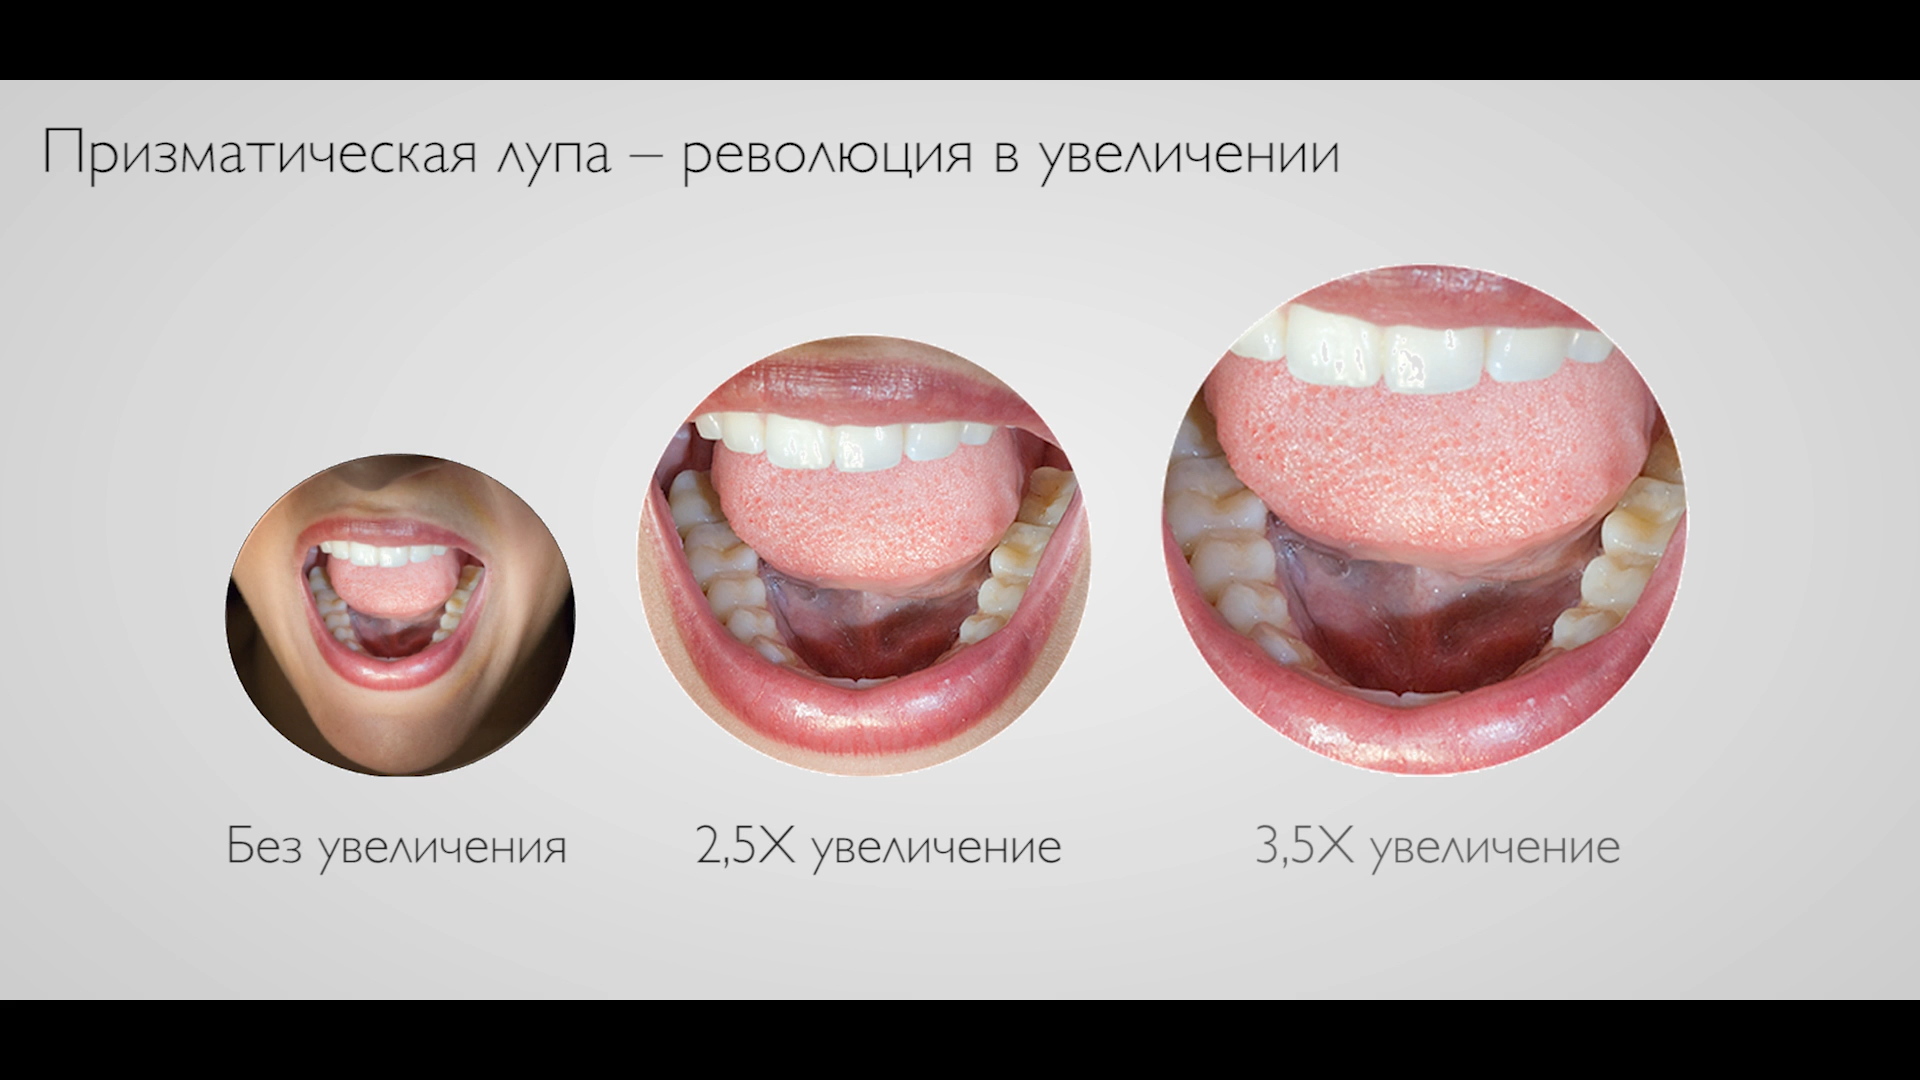 Призматическая лупа – революция в увеличении
Без увеличения
2,5X увеличение
3,5X увеличение